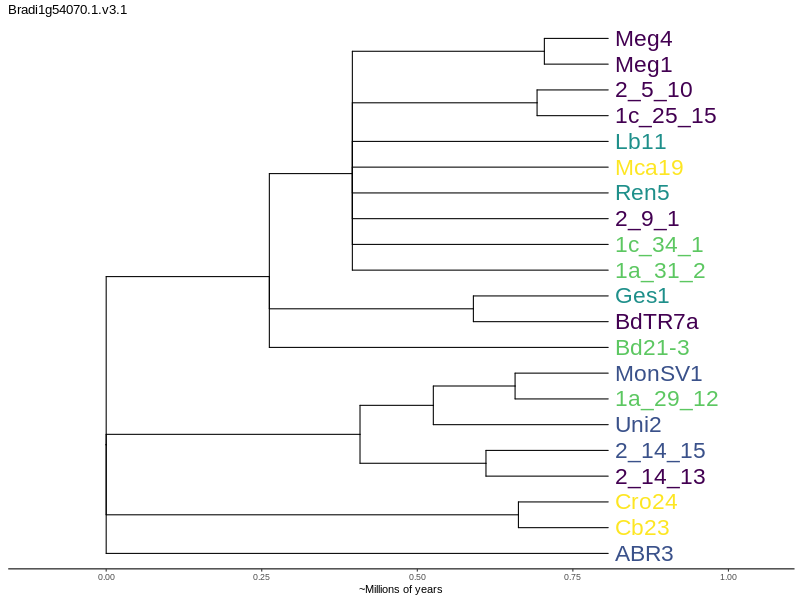 Bradi1g54070.1.v3.1
Meg4
Meg1
2_5_10
1c_25_15
Lb11
Mca19
Ren5
2_9_1
1c_34_1
1a_31_2
Ges1
BdTR7a
Bd21-3
MonSV1
1a_29_12
Uni2
2_14_15
2_14_13
Cro24
Cb23
ABR3
0.00 0.25 0.50 0.75 1.00
~Millions of years